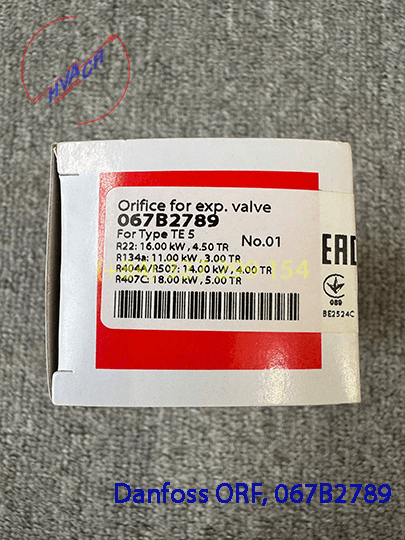 HVACR
Orifice for exp. valve
067B2789
For Type TE 5
No.01
R22: 16.00 kW , 4.50 TR
R134a: 11.00 kW , 3.00 TR
R404A/R507: 14.00 kW , 4.00 TR
R407C: 18.00 kW , 5.00 TR
EAC
089
BE2524C
Danfoss ORF, 067B2789